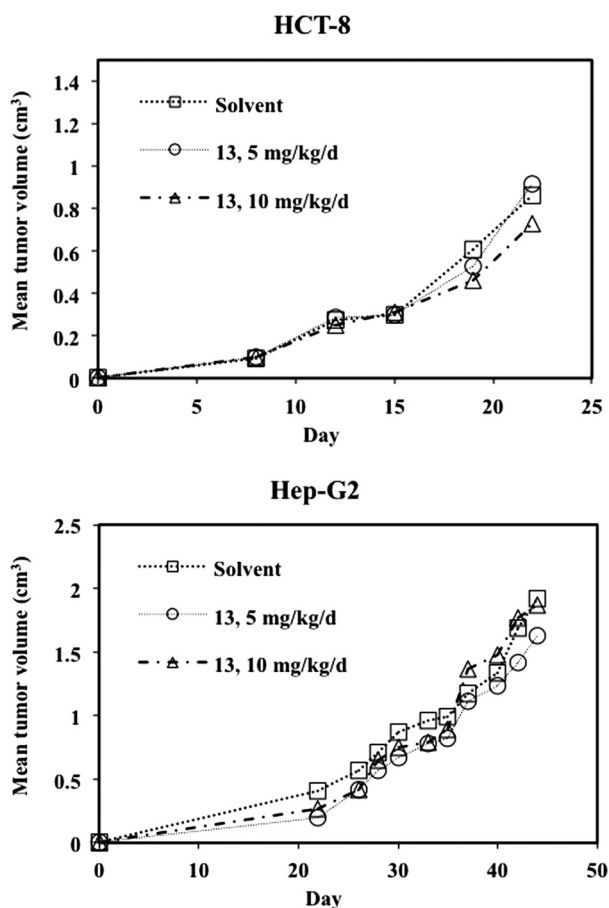 HCT-8
Mean tumor volume (cm³)
1.4
1.2
1
0.8
0.6
0.4
0.2
0
Solvent
13, 5 mg/kg/d
13, 10 mg/kg/d
0 5 10 15 20 25
Day
Hep-G2
Mean tumor volume (cm³)
2.5
2
1.5
1
0.5
0
Solvent
13, 5 mg/kg/d
13, 10 mg/kg/d
0 10 20 30 40 50
Day